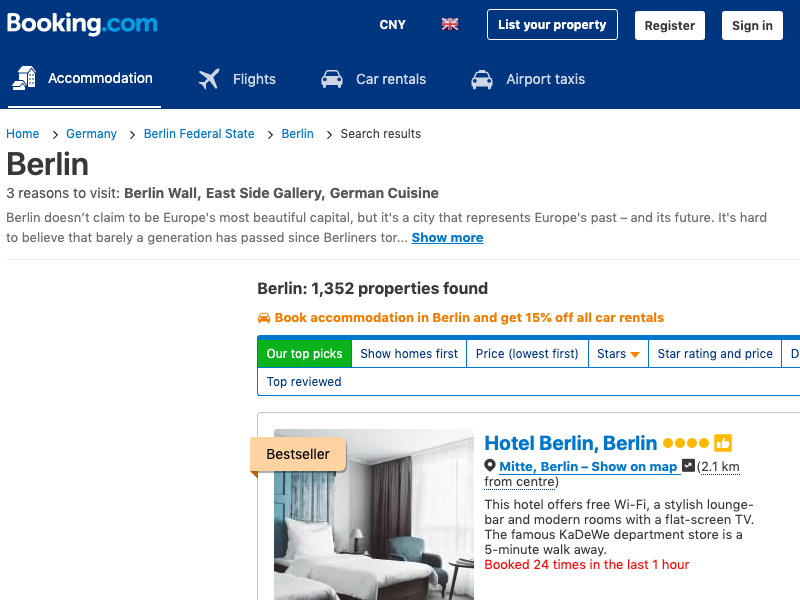 Booking.com
CNY
List your property
Register
Sign in
Accommodation
Flights
Car rentals
Airport taxis
Home > Germany > Berlin Federal State > Berlin > Search results
Berlin
3 reasons to visit: Berlin Wall, East Side Gallery, German Cuisine
Berlin doesn’t claim to be Europe's most beautiful capital, but it's a city that represents Europe's past – and its future. It's hard
to believe that barely a generation has passed since Berliners tor... Show more
Berlin: 1,352 properties found
Book accommodation in Berlin and get 15% off all car rentals
Our top picks
Show homes first
Price (lowest first)
Stars
Star rating and price
D
Top reviewed
Bestseller
Hotel Berlin, Berlin
Mitte, Berlin – Show on map (2.1 km
from centre)
This hotel offers free Wi-Fi, a stylish lounge-
bar and modern rooms with a flat-screen TV.
The famous KaDeWe department store is a
5-minute walk away.
Booked 24 times in the last 1 hour